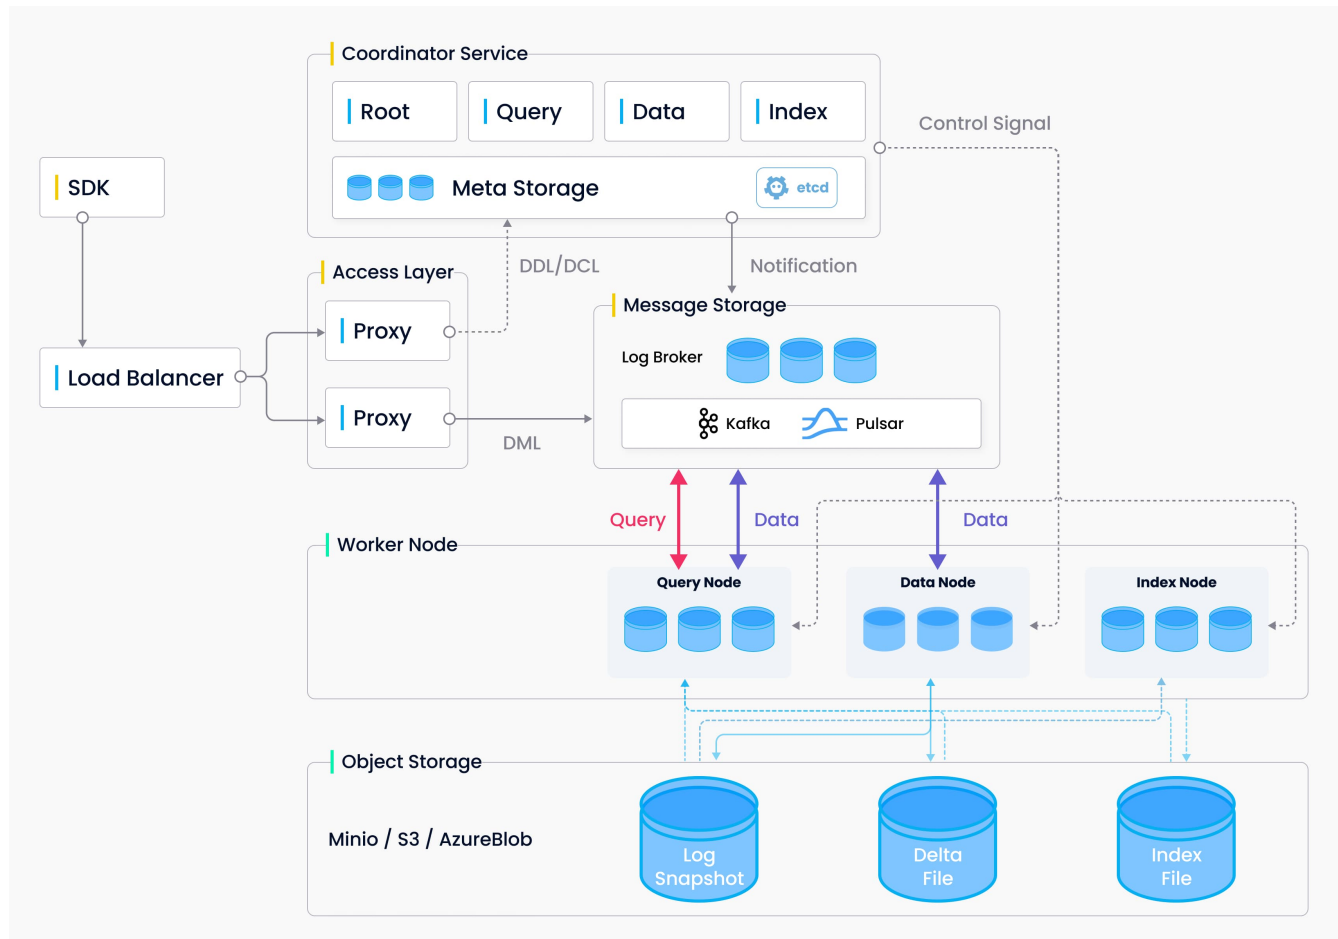 Coordinator Service
Root
Query
Data
Index
Control Signal
SDK
Meta Storage
etcd
DDL/DCL
Notification
Access Layer
Proxy
Message Storage
Log Broker
Load Balancer
Proxy
Kafka
Pulsar
DML
Query
Data
Data
Worker Node
Query Node
Data Node
Index Node
Object Storage
Minio / S3 / AzureBlob
Log
Snapshot
Delta
File
Index
File